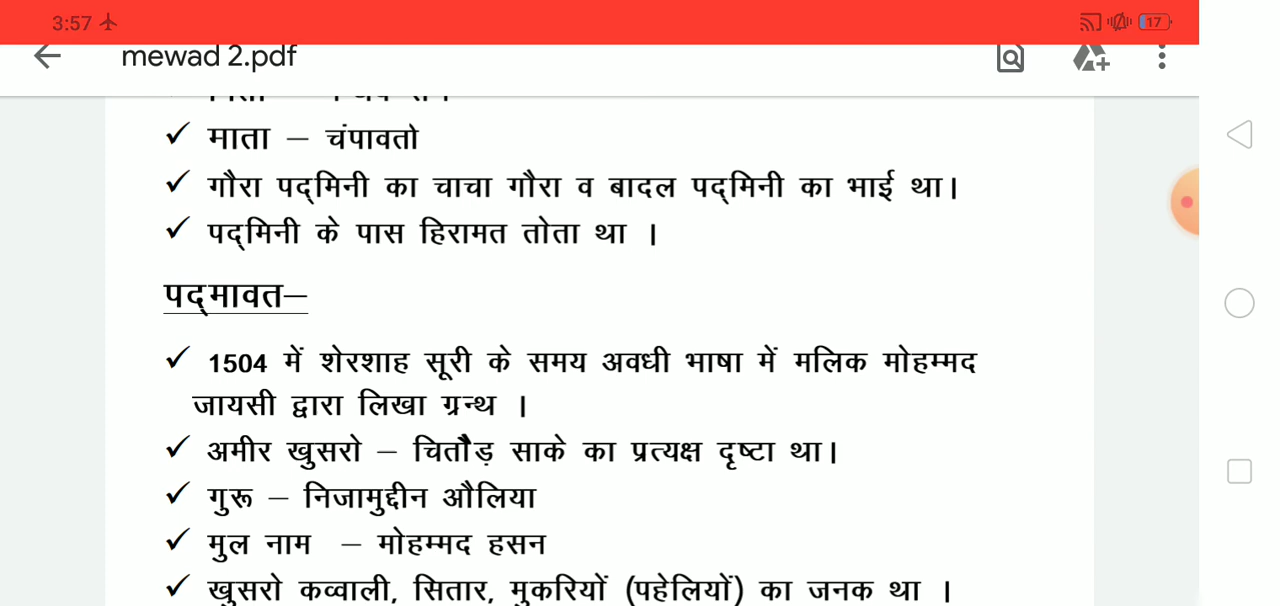 3:57
17
mewad 2.pdf
✓ माता – चंपावतो
✓ गौरा पद्मिनी का चाचा गौरा व बादल पद्मिनी का भाई था।
✓ पद्मिनी के पास हिरामत तोता था ।
पद्मावत–
✓ 1504 में शेरशाह सूरी के समय अवधी भाषा में मलिक मोहम्मद
जायसी द्वारा लिखा ग्रन्थ ।
✓ अमीर खुसरो – चितौड़ साके का प्रत्यक्ष दृष्टा था।
✓ गुरू – निजामुद्दीन औलिया
✓ मुल नाम – मोहम्मद हसन
✓ खुसरो कव्वाली, सितार, मुकरियों (पहेलियों) का जनक था ।